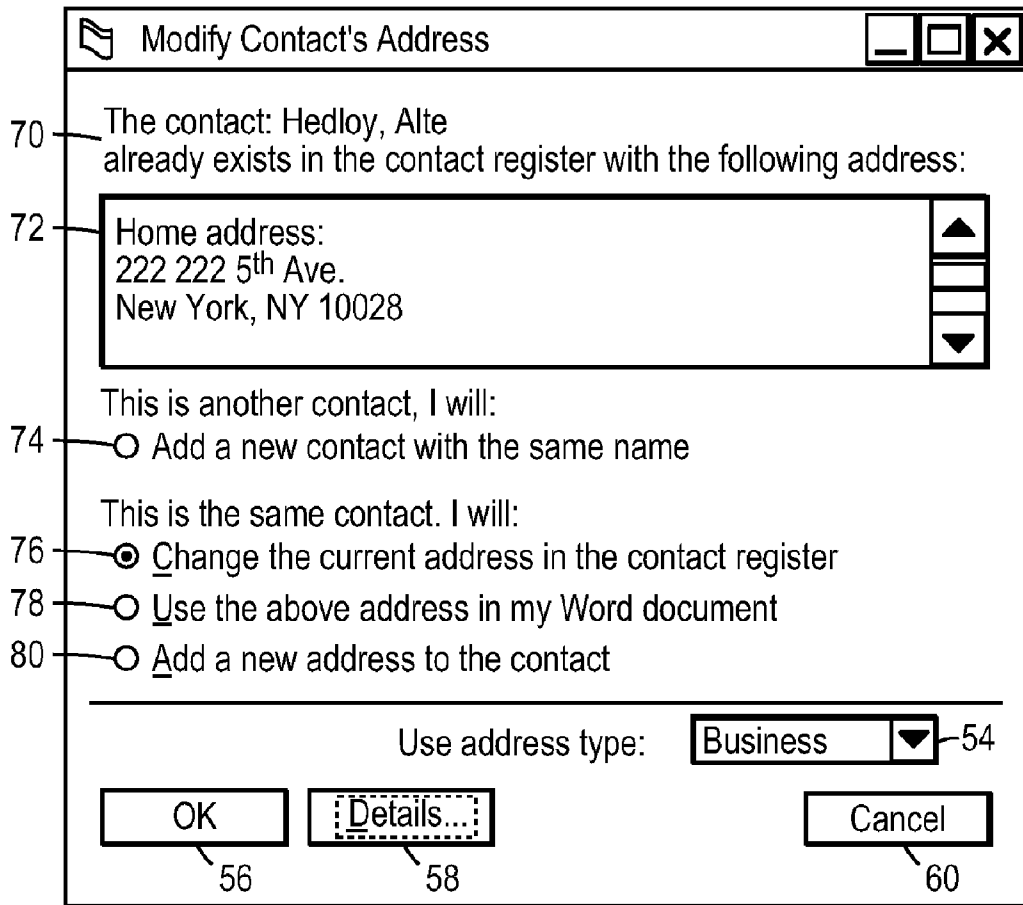 Modify Contact's Address
70
The contact: Hedloy, Alte
already exists in the contact register with the following address:
72
Home address:
222 222 5th Ave.
New York, NY 10028
This is another contact, I will:
74
Add a new contact with the same name
This is the same contact. I will:
76
Change the current address in the contact register
78
Use the above address in my Word document
80
Add a new address to the contact
Use address type:
Business
54
OK
Details...
Cancel
56
58
60